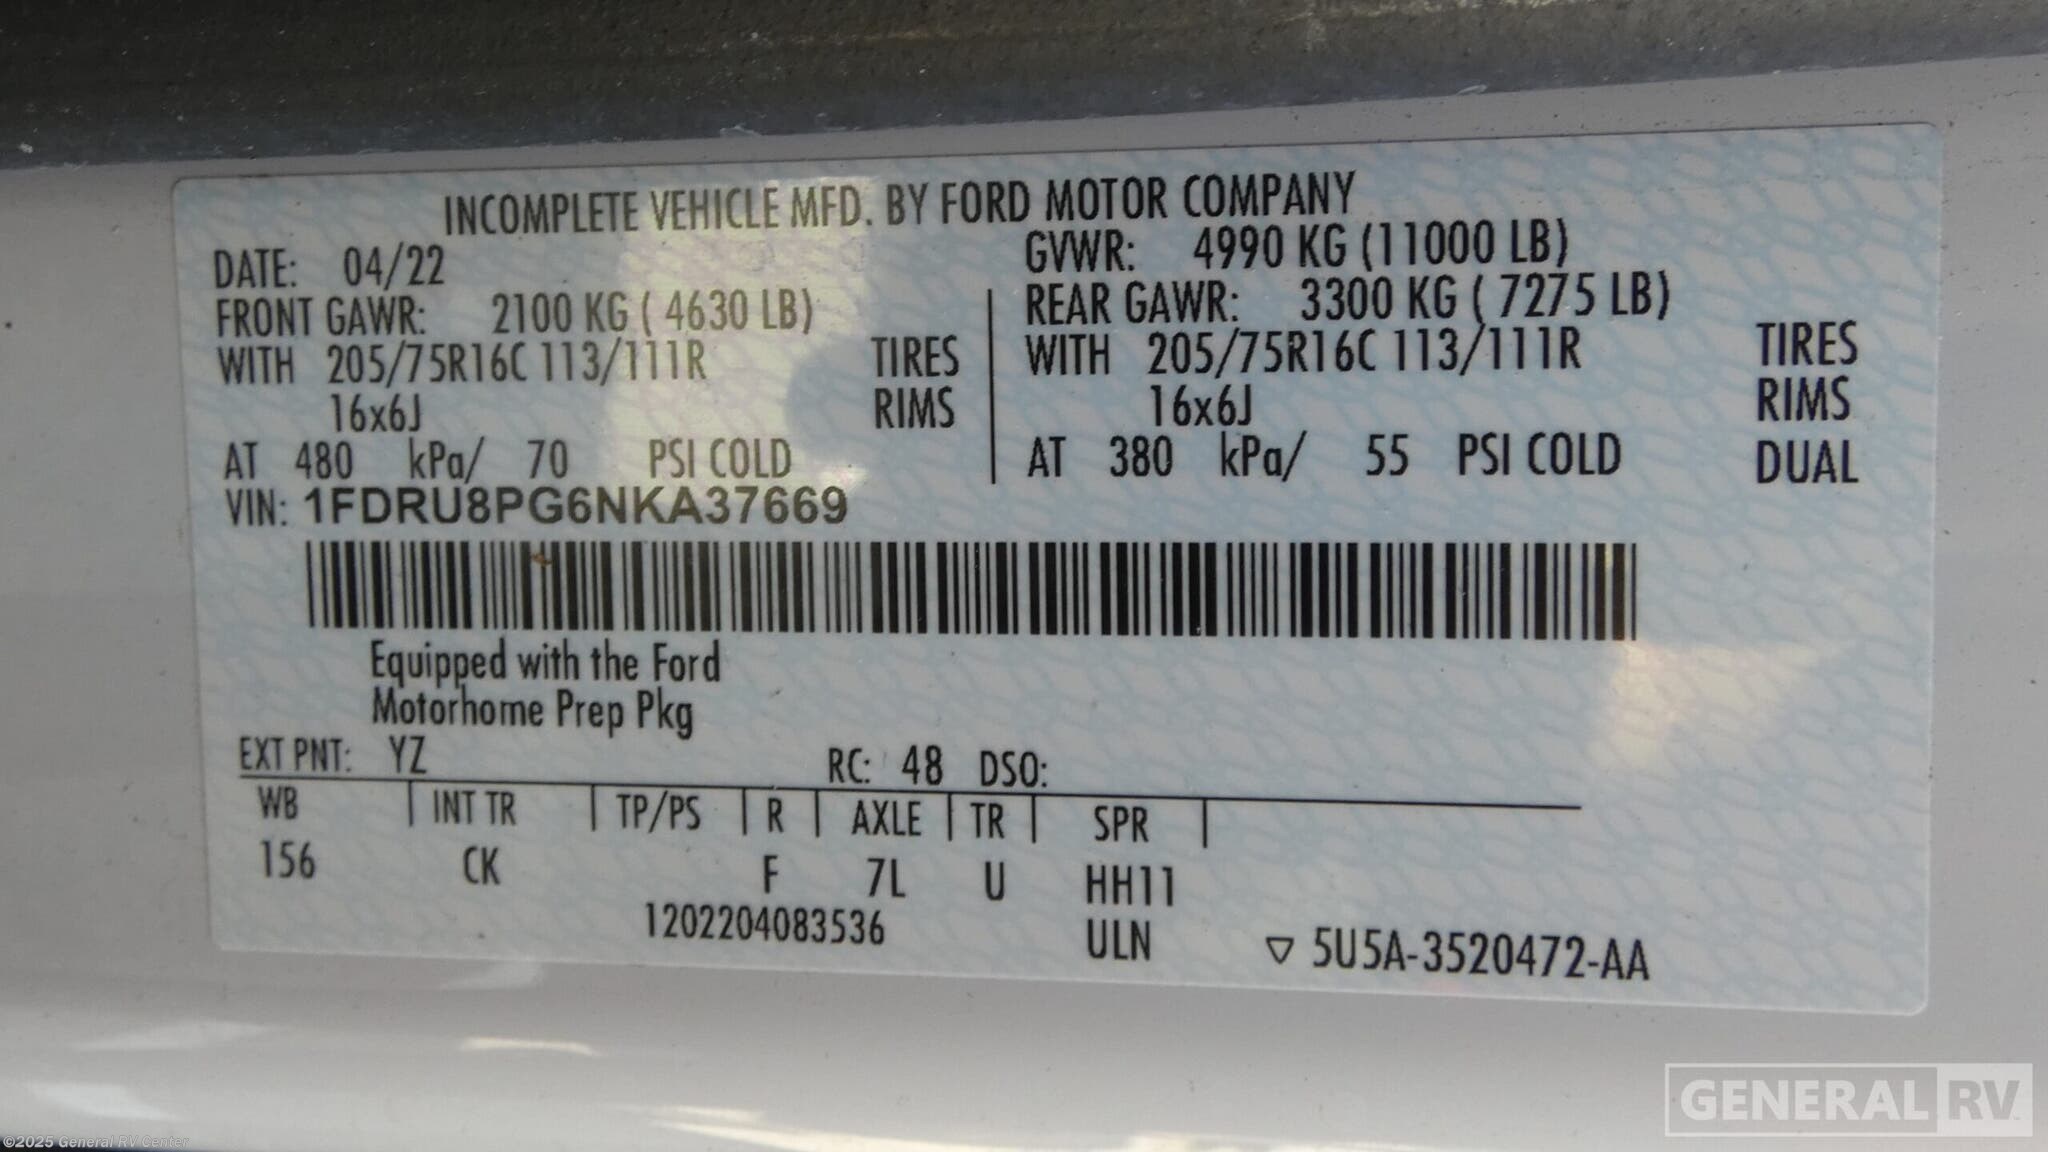 INCOMPLETE VEHICLE MFD. BY FORD MOTOR COMPANY
DATE: 04/22 GVWR: 4990 KG (11000 LB)
FRONT GAWR: 2100 KG ( 4630 LB) REAR GAWR: 3300 KG ( 7275 LB)
WITH 205/75R16C 113/111R TIRES WITH 205/75R16C 113/111R TIRES
16x6J RIMS 16x6J RIMS
AT 480 kPa/ 70 PSI COLD AT 380 kPa/ 55 PSI COLD DUAL
VIN: 1FDRU8PG6NKA37669
Equipped with the Ford
Motorhome Prep Pkg
EXT PNT: YZ RC: 48 DSO:
WB | INT TR | TP/PS | R | AXLE | TR | SPR |
156 CK F 7L U HH11
1202204083536 ULN ▽ 5U5A-3520472-AA
GENERAL RV
©2025 General RV Center